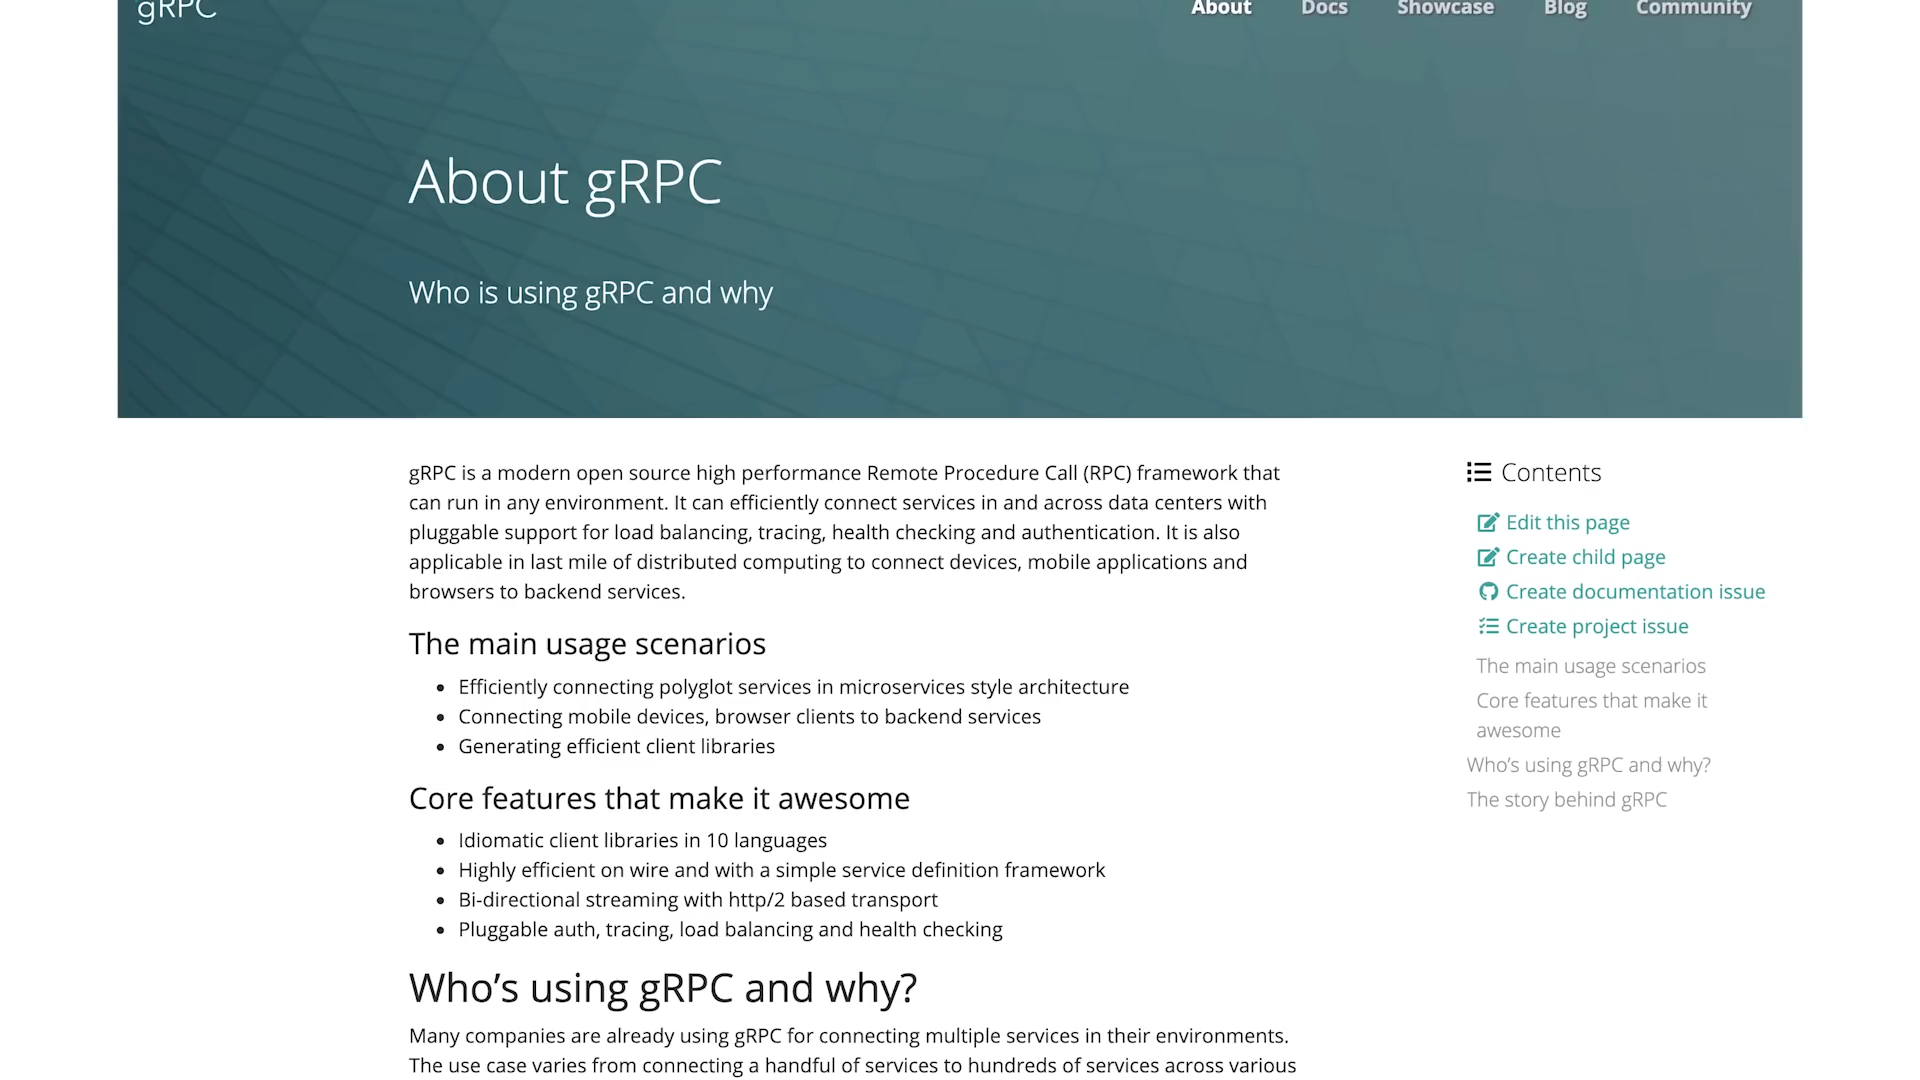 gRPC
About Docs Showcase Blog Community
About gRPC
Who is using gRPC and why
gRPC is a modern open source high performance Remote Procedure Call (RPC) framework that
can run in any environment. It can efficiently connect services in and across data centers with
pluggable support for load balancing, tracing, health checking and authentication. It is also
applicable in last mile of distributed computing to connect devices, mobile applications and
browsers to backend services.
The main usage scenarios
• Efficiently connecting polyglot services in microservices style architecture
• Connecting mobile devices, browser clients to backend services
• Generating efficient client libraries
Core features that make it awesome
• Idiomatic client libraries in 10 languages
• Highly efficient on wire and with a simple service definition framework
• Bi-directional streaming with http/2 based transport
• Pluggable auth, tracing, load balancing and health checking
Who’s using gRPC and why?
Many companies are already using gRPC for connecting multiple services in their environments.
The use case varies from connecting a handful of services to hundreds of services across various
Contents
Edit this page
Create child page
Create documentation issue
Create project issue
The main usage scenarios
Core features that make it
awesome
Who’s using gRPC and why?
The story behind gRPC